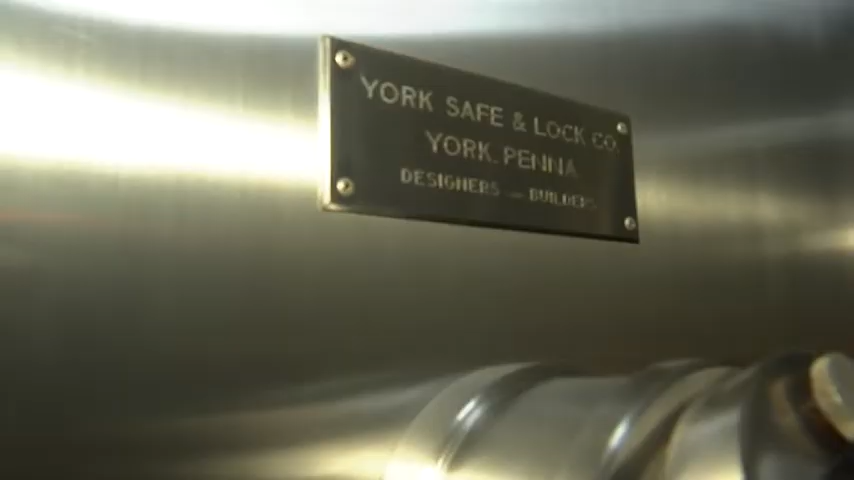 YORK SAFE & LOCK CO.
YORK. PENNA.
DESIGNERS — BUILDERS